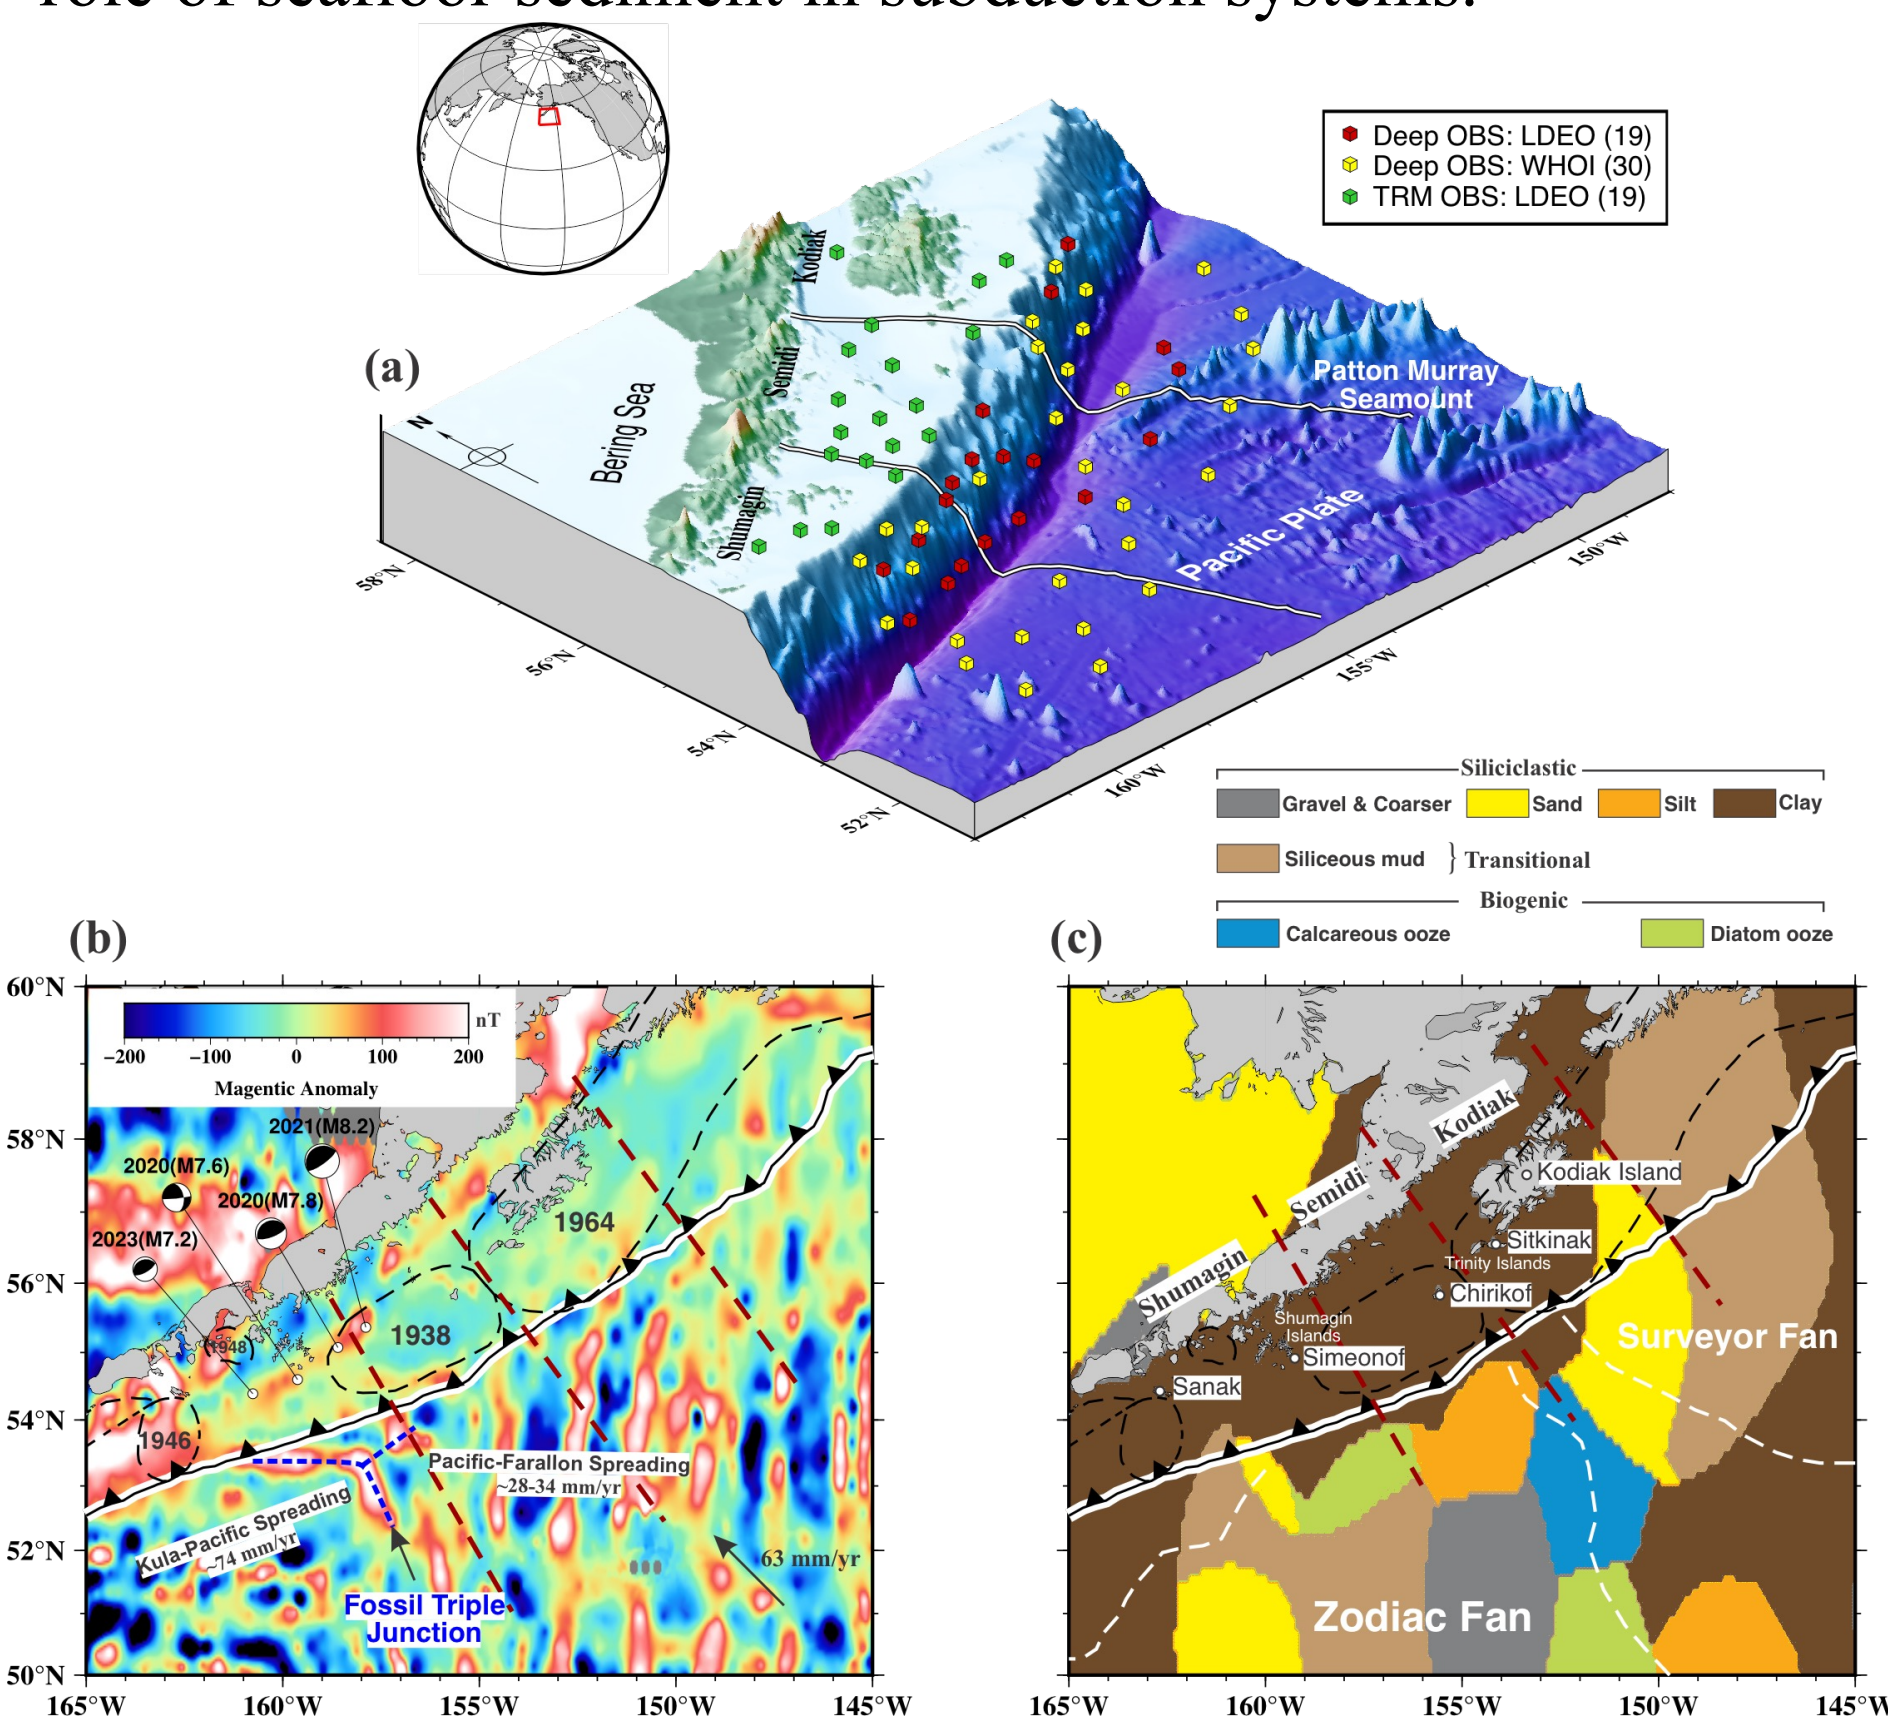 role of seafloor sediment in subduction systems.
Deep OBS: LDEO (19)
Deep OBS: WHOI (30)
TRM OBS: LDEO (19)
(a)
N
Kodiak
Semidi
Shumagin
Bering Sea
Patton Murray
Seamount
Pacific Plate
58°N
56°N
54°N
52°N
160°W
155°W
150°W
Siliciclastic
Gravel & Coarser
Sand
Silt
Clay
Siliceous mud
} Transitional
Biogenic
Calcareous ooze
Diatom ooze
(b)
60°N
58°N
56°N
54°N
52°N
50°N
165°W
160°W
155°W
150°W
145°W
nT
−200
−100
0
100
200
Magentic Anomaly
2021(M8.2)
2020(M7.6)
2020(M7.8)
2023(M7.2)
1964
1938
1948
1946
Pacific-Farallon Spreading
~28-34 mm/yr
Kula-Pacific Spreading
~74 mm/yr
63 mm/yr
Fossil Triple
Junction
(c)
Kodiak
Semidi
Shumagin
Kodiak Island
Sitkinak
Trinity Islands
Chirikof
Shumagin
Islands
Simeonof
Sanak
Surveyor Fan
Zodiac Fan
165°W
160°W
155°W
150°W
145°W